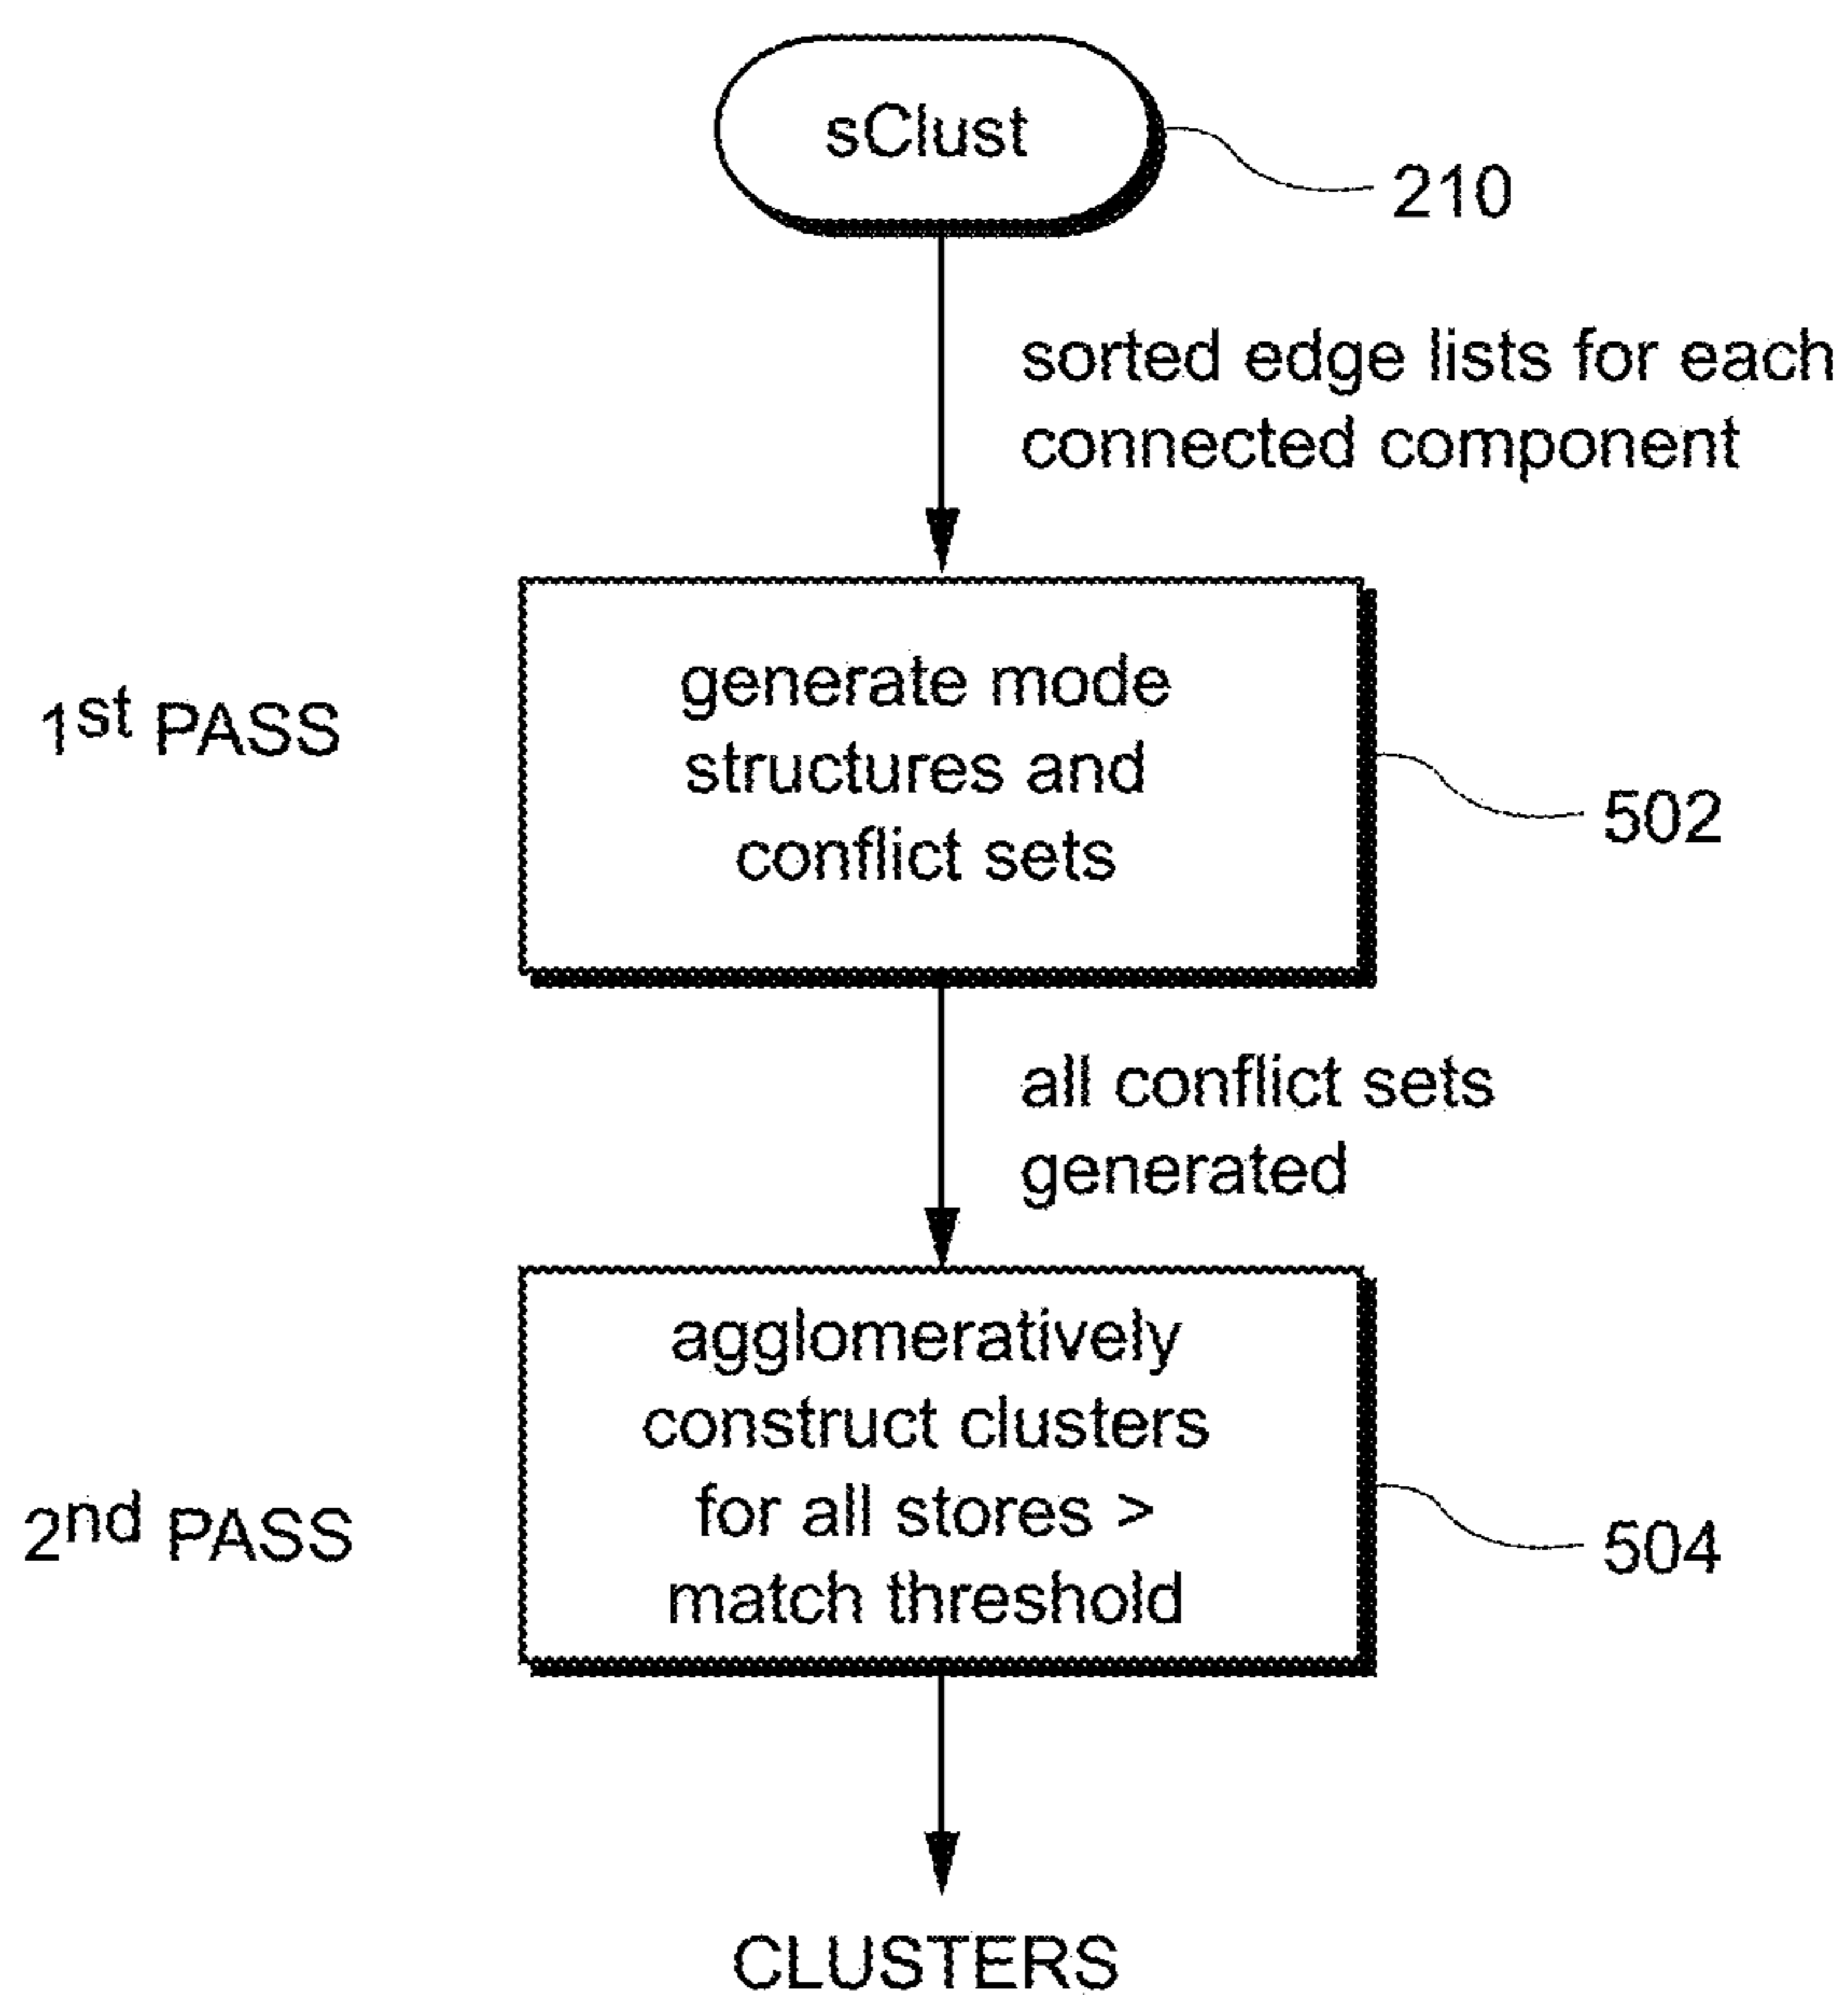 sClust
210
sorted edge lists for each
connected component
1st PASS
generate mode
structures and
conflict sets
502
all conflict sets
generated
2nd PASS
agglomeratively
construct clusters
for all stores >
match threshold
504
CLUSTERS